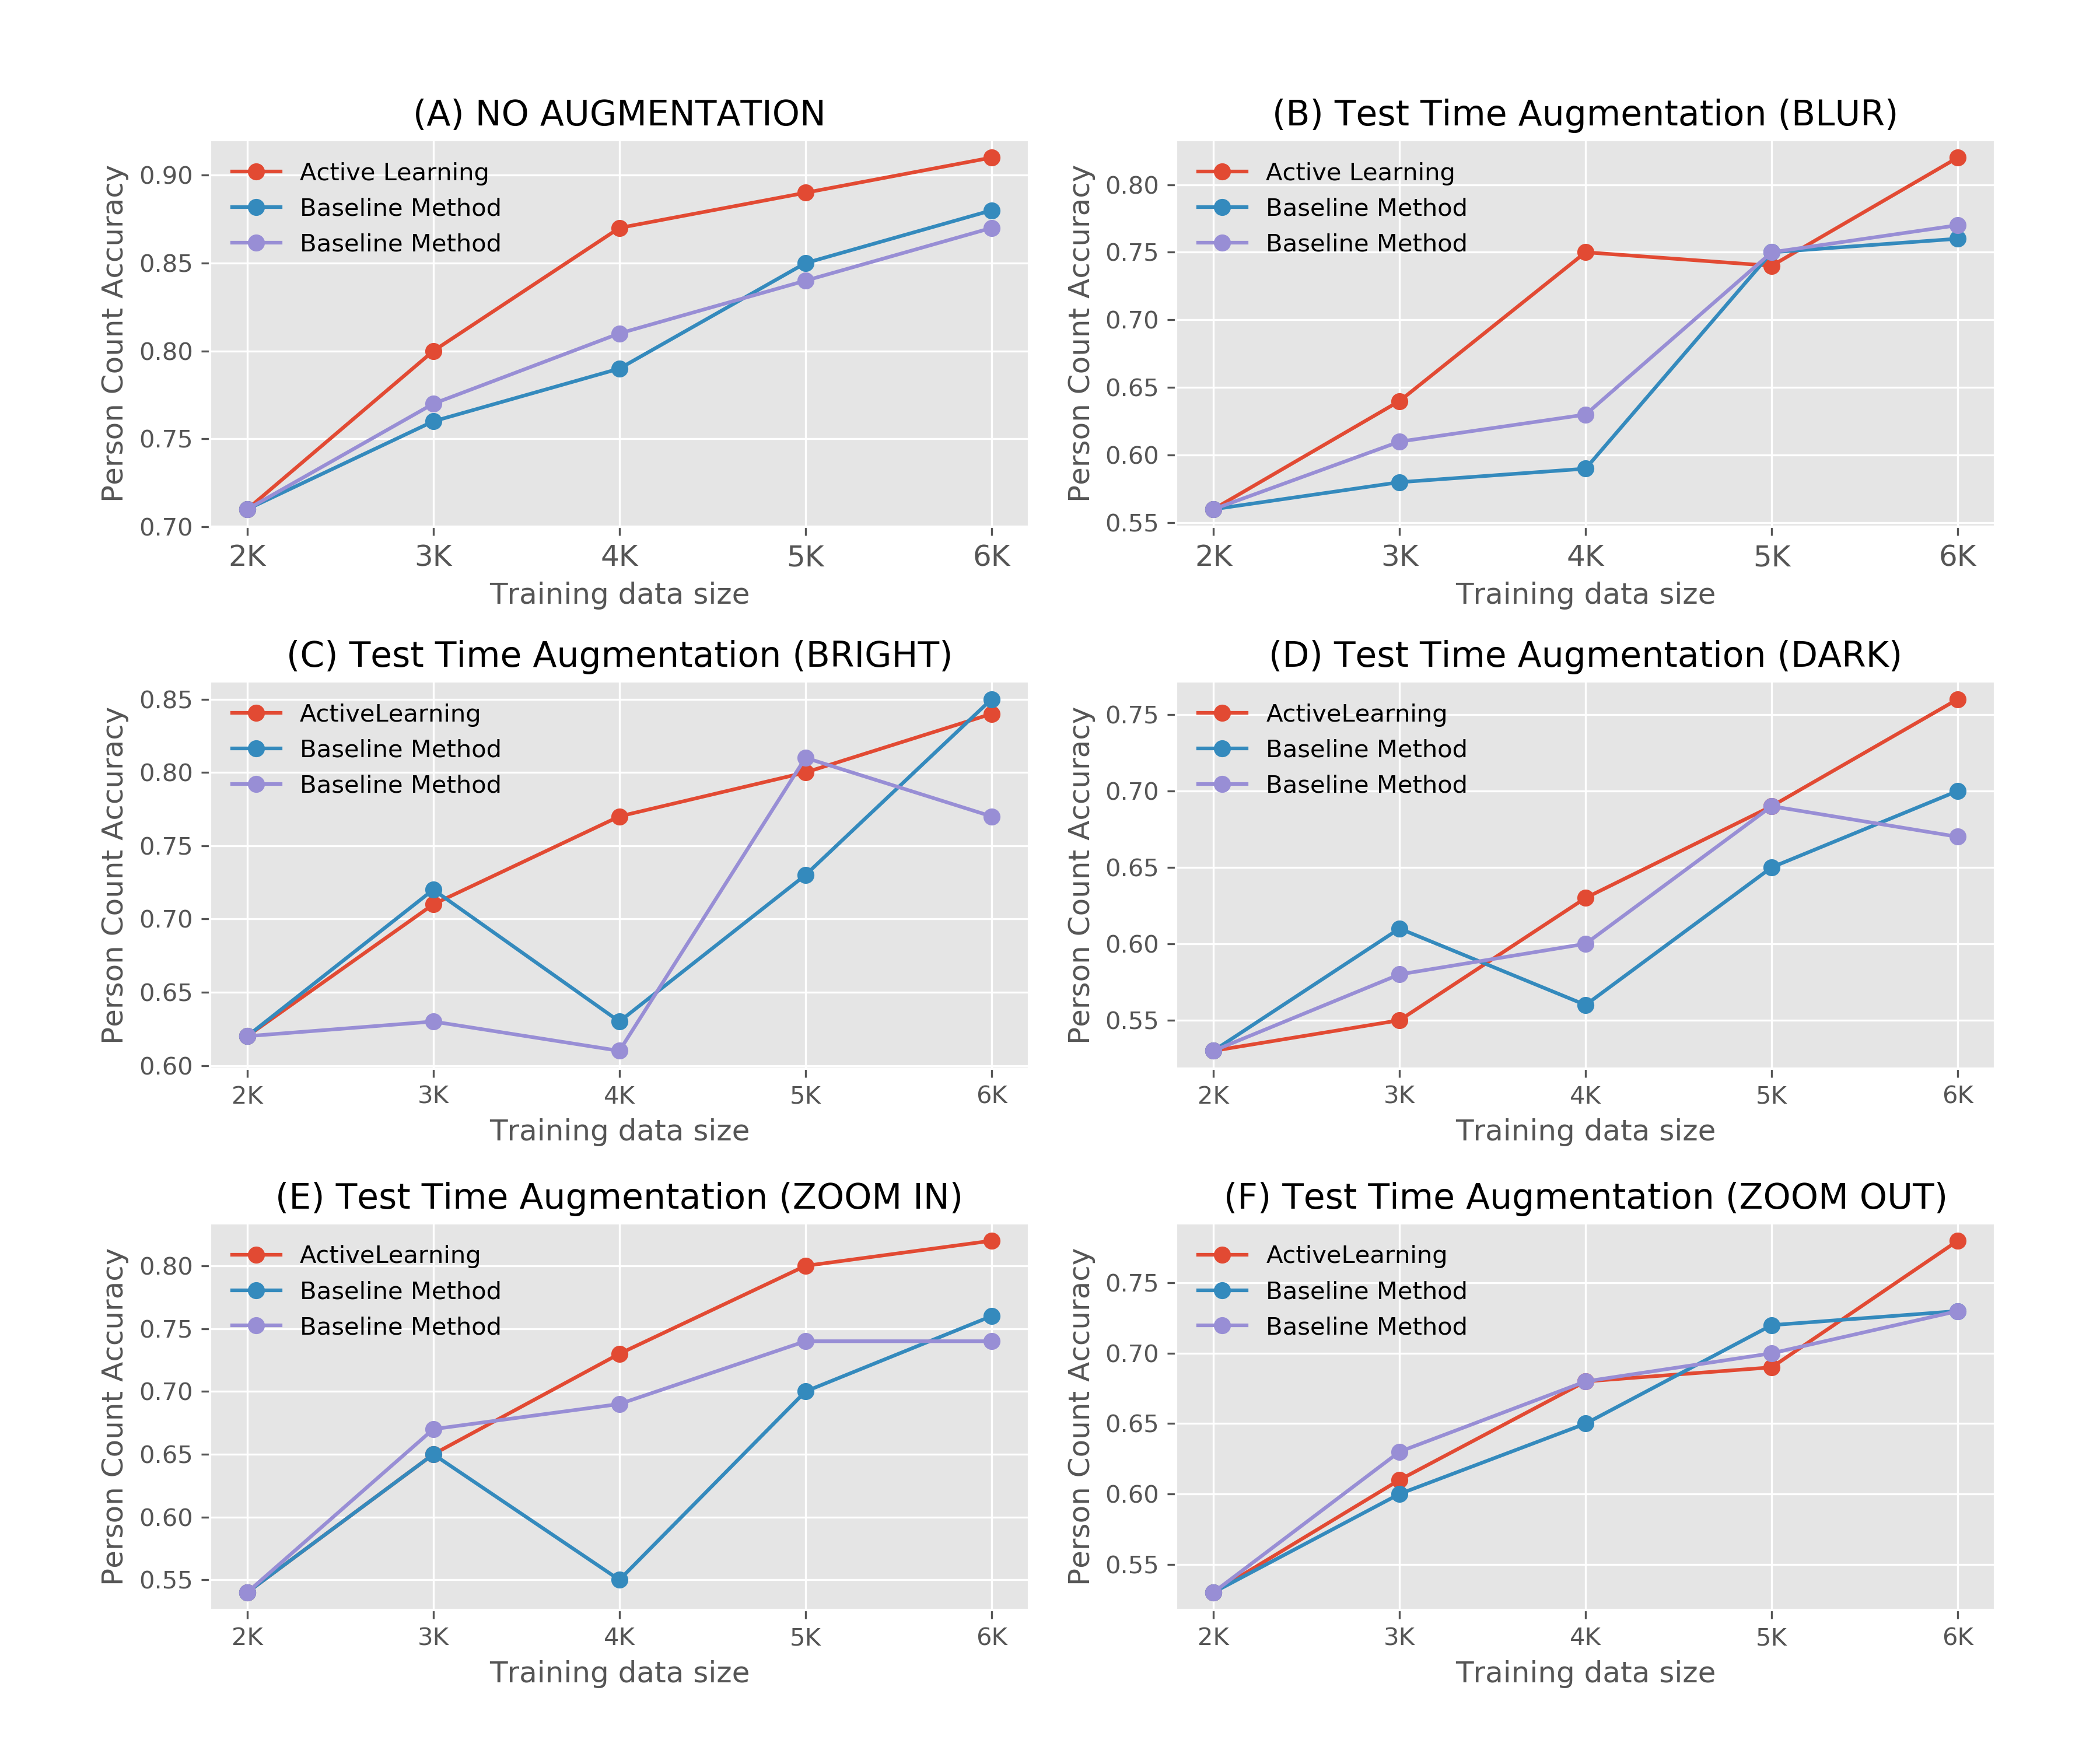 (A) NO AUGMENTATION
Person Count Accuracy
0.90
0.85
0.80
0.75
0.70
Active Learning
Baseline Method
Baseline Method
2K 3K 4K 5K 6K
Training data size
(B) Test Time Augmentation (BLUR)
Person Count Accuracy
0.80
0.75
0.70
0.65
0.60
0.55
Active Learning
Baseline Method
Baseline Method
2K 3K 4K 5K 6K
Training data size
(C) Test Time Augmentation (BRIGHT)
Person Count Accuracy
0.85
0.80
0.75
0.70
0.65
0.60
ActiveLearning
Baseline Method
Baseline Method
2K 3K 4K 5K 6K
Training data size
(D) Test Time Augmentation (DARK)
Person Count Accuracy
0.75
0.70
0.65
0.60
0.55
ActiveLearning
Baseline Method
Baseline Method
2K 3K 4K 5K 6K
Training data size
(E) Test Time Augmentation (ZOOM IN)
Person Count Accuracy
0.80
0.75
0.70
0.65
0.60
0.55
ActiveLearning
Baseline Method
Baseline Method
2K 3K 4K 5K 6K
Training data size
(F) Test Time Augmentation (ZOOM OUT)
Person Count Accuracy
0.75
0.70
0.65
0.60
0.55
ActiveLearning
Baseline Method
Baseline Method
2K 3K 4K 5K 6K
Training data size